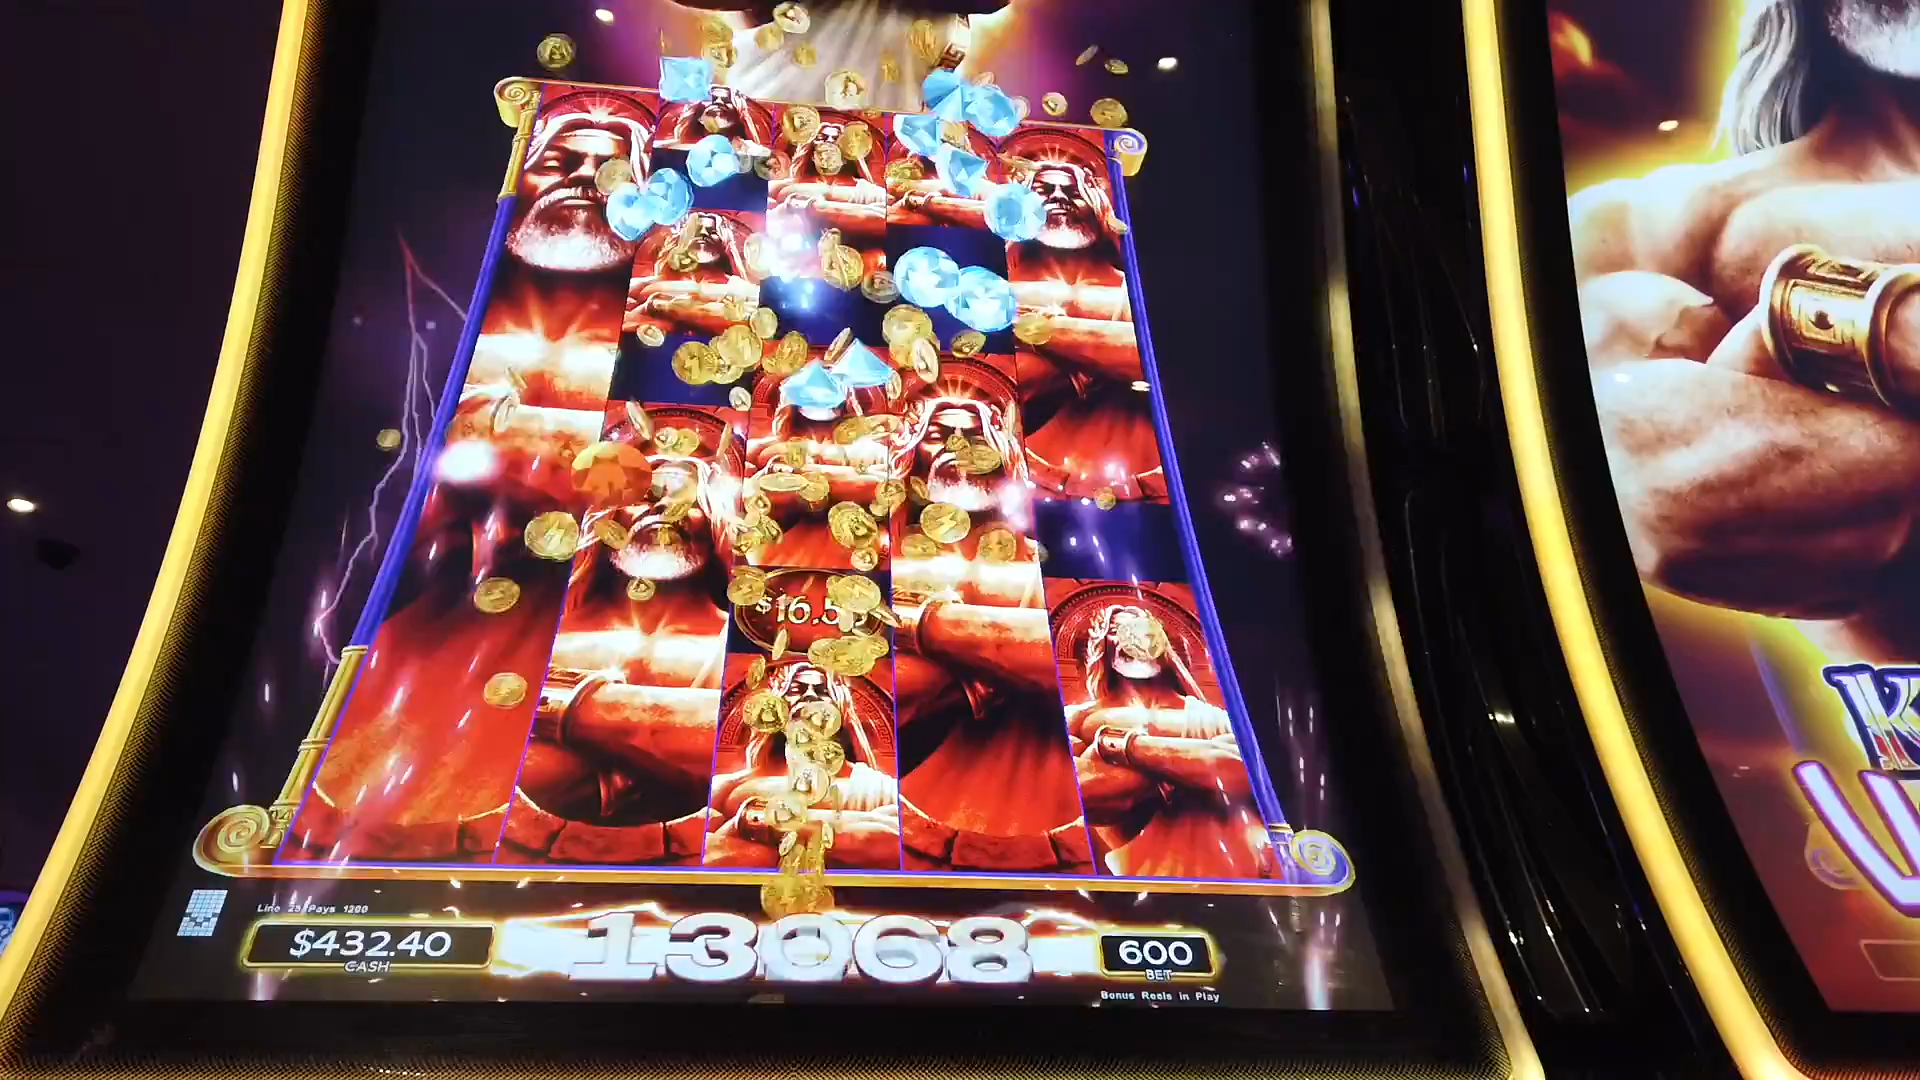 Line 25 Pays 1200
$432.40
CASH
13068
600
BET
Bonus Reels in Play